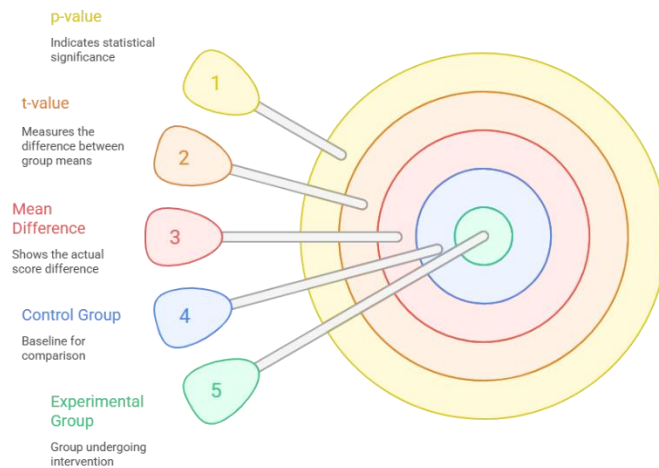 p-value
Indicates statistical
significance
1
t-value
Measures the
difference between
group means
2
Mean
Difference
Shows the actual
score difference
3
Control Group
Baseline for
comparison
4
Experimental
Group
Group undergoing
intervention
5